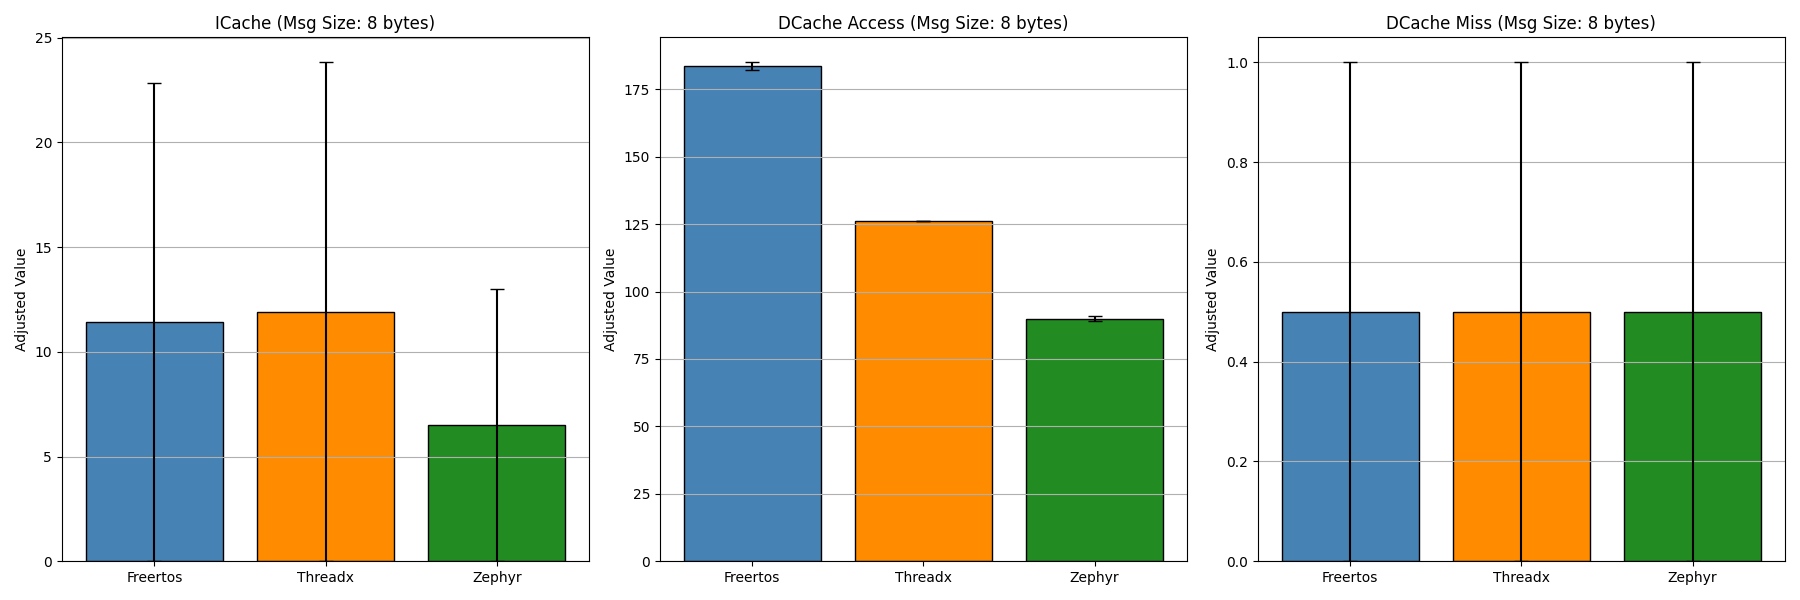 ICache (Msg Size: 8 bytes)
Adjusted Value
25
20
15
10
5
0
Freertos Threadx Zephyr
DCache Access (Msg Size: 8 bytes)
Adjusted Value
175
150
125
100
75
50
25
0
Freertos Threadx Zephyr
DCache Miss (Msg Size: 8 bytes)
Adjusted Value
1.0
0.8
0.6
0.4
0.2
0.0
Freertos Threadx Zephyr